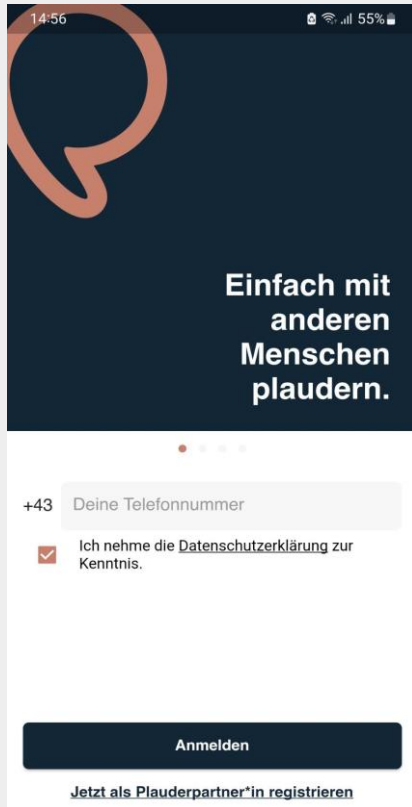 14:56 55%
Einfach mit
anderen
Menschen
plaudern.
+43 Deine Telefonnummer
Ich nehme die Datenschutzerklärung zur
Kenntnis.
Anmelden
Jetzt als Plauderpartner*in registrieren